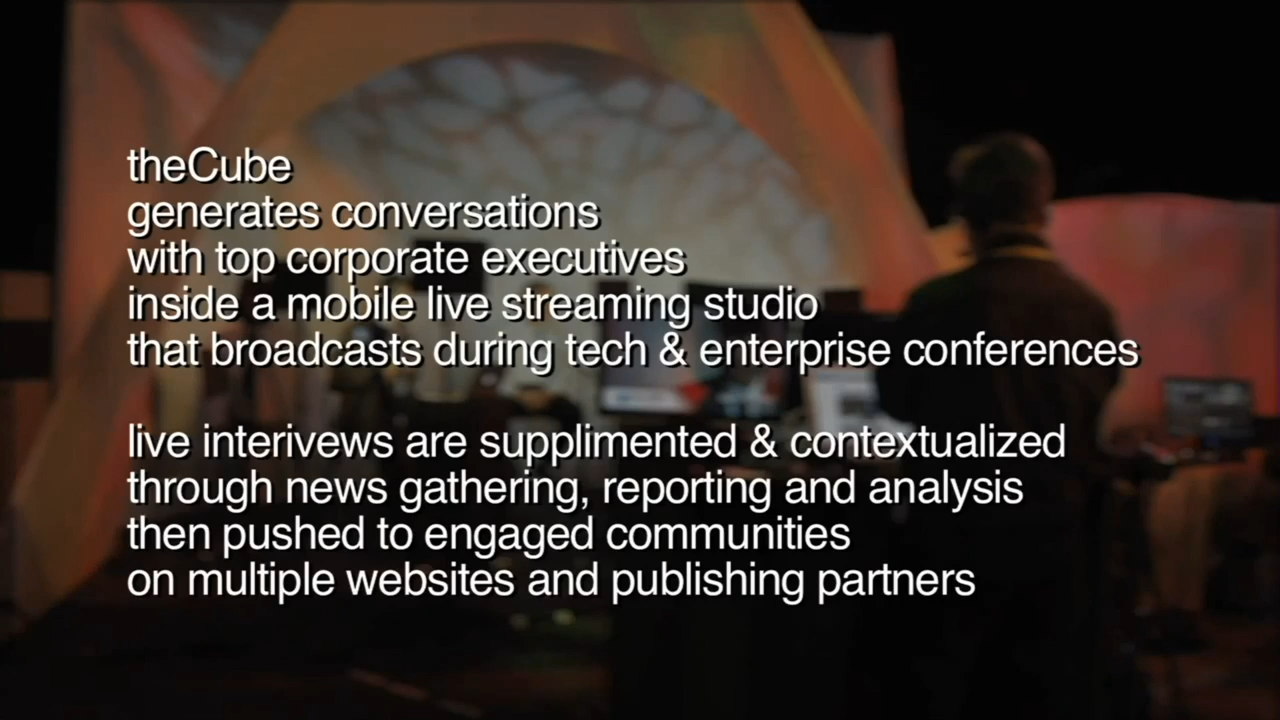 theCube
generates conversations
with top corporate executives
inside a mobile live streaming studio
that broadcasts during tech & enterprise conferences
live interivews are supplimented & contextualized
through news gathering, reporting and analysis
then pushed to engaged communities
on multiple websites and publishing partners